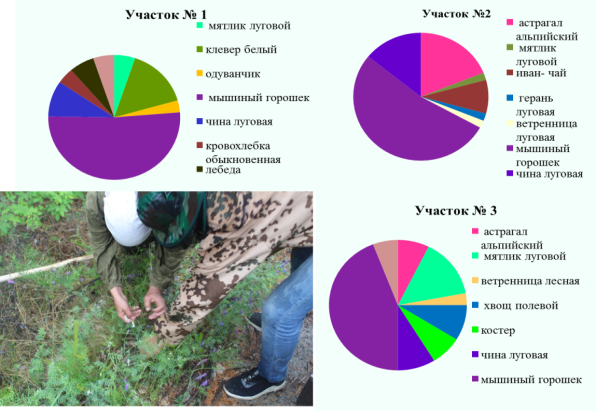 Участок № 1
мятлик луговой
клевер белый
одуванчик
мышиный горошек
чина луговая
кровохлебка
обыкновенная
лебеда
Участок №2
астрагал
альпийский
мятлик
луговой
иван- чай
герань
луговая
ветренница
луговая
мышиный
горошек
чина луговая
Участок № 3
астрагал
альпийский
мятлик луговой
ветренница лесная
хвощ полевой
костер
чина луговая
мышиный горошек